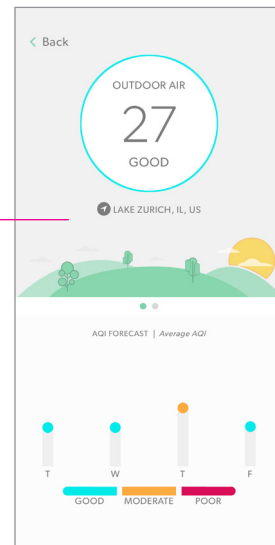 Back
OUTDOOR AIR
27
GOOD
LAKE ZURICH, IL, US
AQI FORECAST | Average AQI
T W T F
GOOD MODERATE POOR